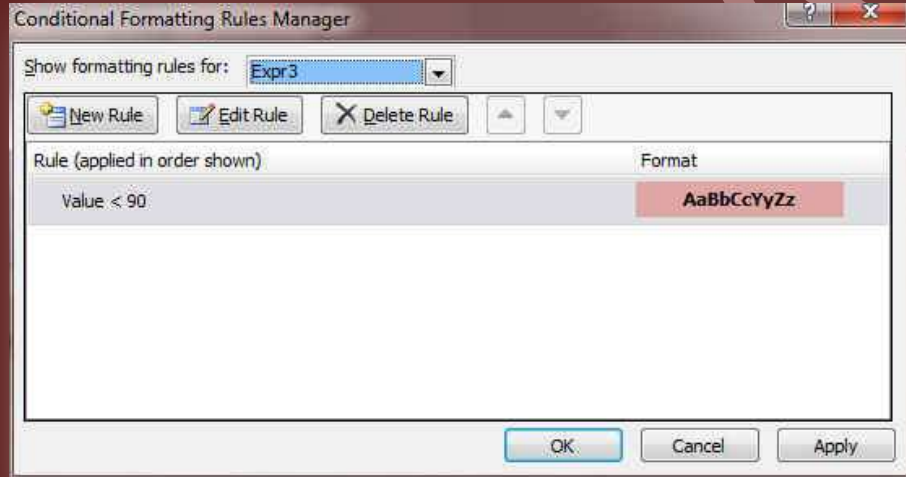 Conditional Formatting Rules Manager
Show formatting rules for: Expr3
New Rule Edit Rule Delete Rule
Rule (applied in order shown) Format
Value < 90 AaBbCcYyZz
OK Cancel Apply